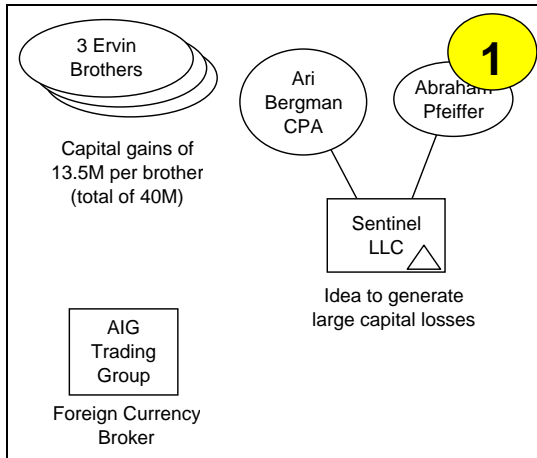 3 Ervin
Brothers
Capital gains of
13.5M per brother
(total of 40M)
Ari
Bergman
CPA
1
Abraham
Pfeiffer
Sentinel
LLC
Idea to generate
large capital losses
AIG
Trading
Group
Foreign Currency
Broker